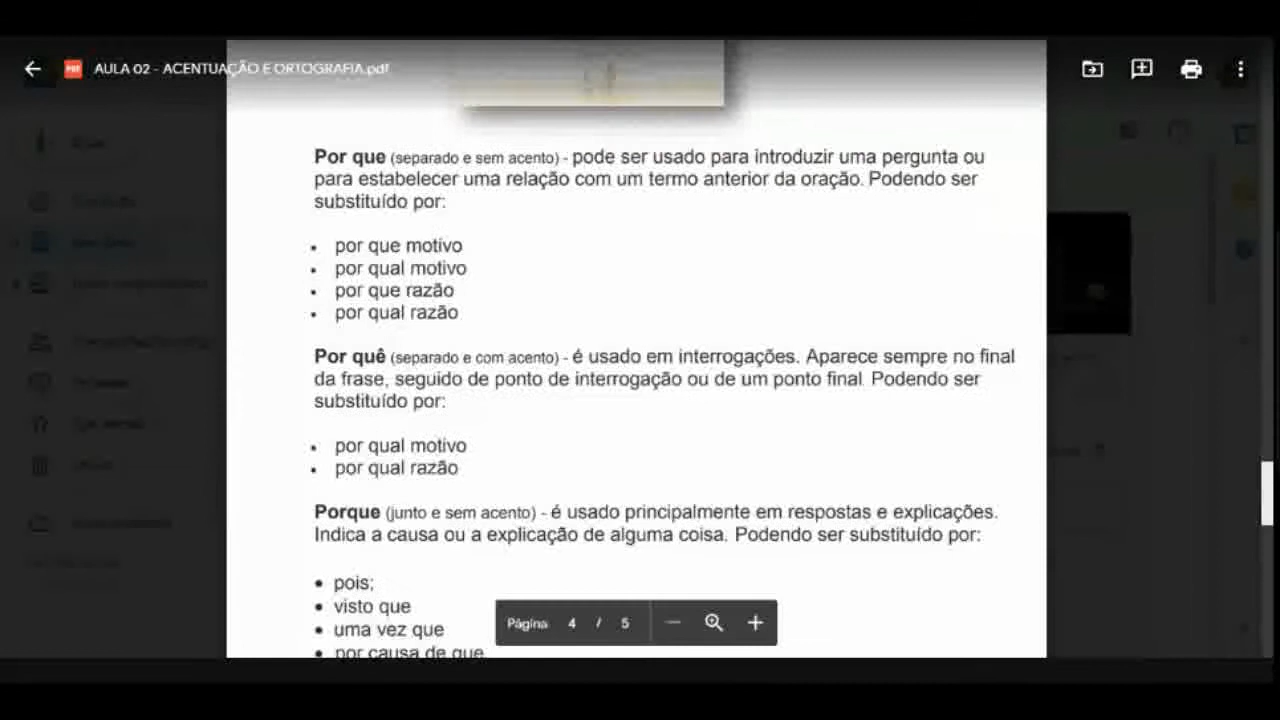 AULA 02 - ACENTUAÇÃO E ORTOGRAFIA.pdf
Por que (separado e sem acento) - pode ser usado para introduzir uma pergunta ou
para estabelecer uma relação com um termo anterior da oração. Podendo ser
substituído por:
• por que motivo
• por qual motivo
• por que razão
• por qual razão
Por quê (separado e com acento) - é usado em interrogações. Aparece sempre no final
da frase, seguido de ponto de interrogação ou de um ponto final. Podendo ser
substituído por:
• por qual motivo
• por qual razão
Porque (junto e sem acento) - é usado principalmente em respostas e explicações.
Indica a causa ou a explicação de alguma coisa. Podendo ser substituído por:
• pois;
• visto que
• uma vez que
• por causa de que
Página 4 / 5